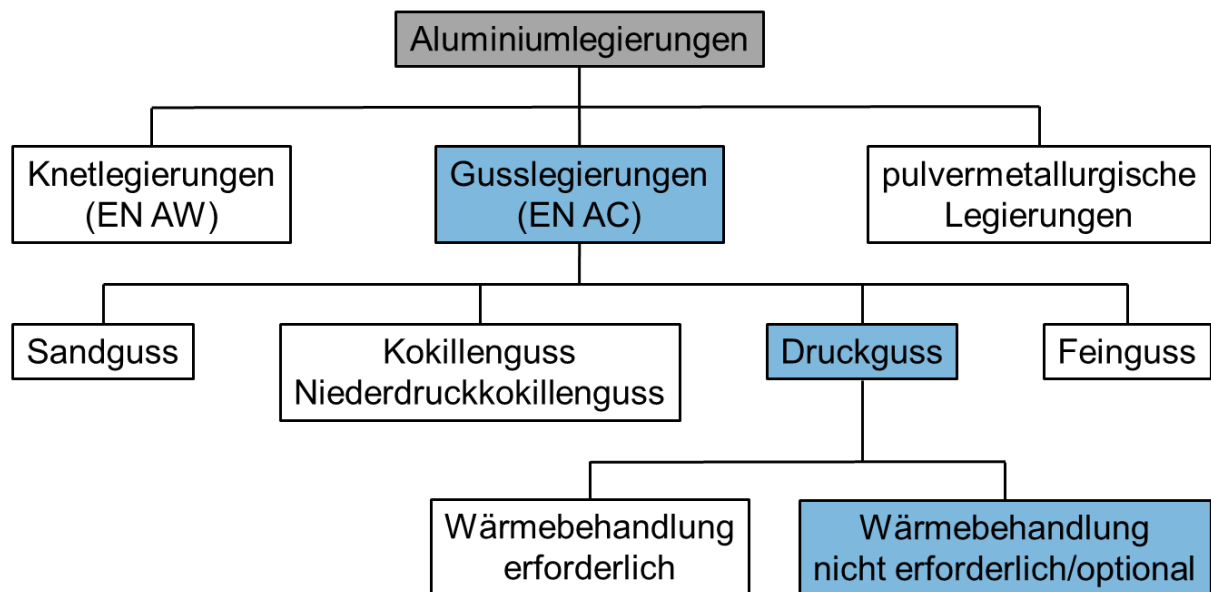 Aluminiumlegierungen
Knetlegierungen
(EN AW)
Gusslegierungen
(EN AC)
pulvermetallurgische
Legierungen
Sandguss
Kokillenguss
Niederdruckkokillenguss
Druckguss
Feinguss
Wärmebehandlung
erforderlich
Wärmebehandlung
nicht erforderlich/optional